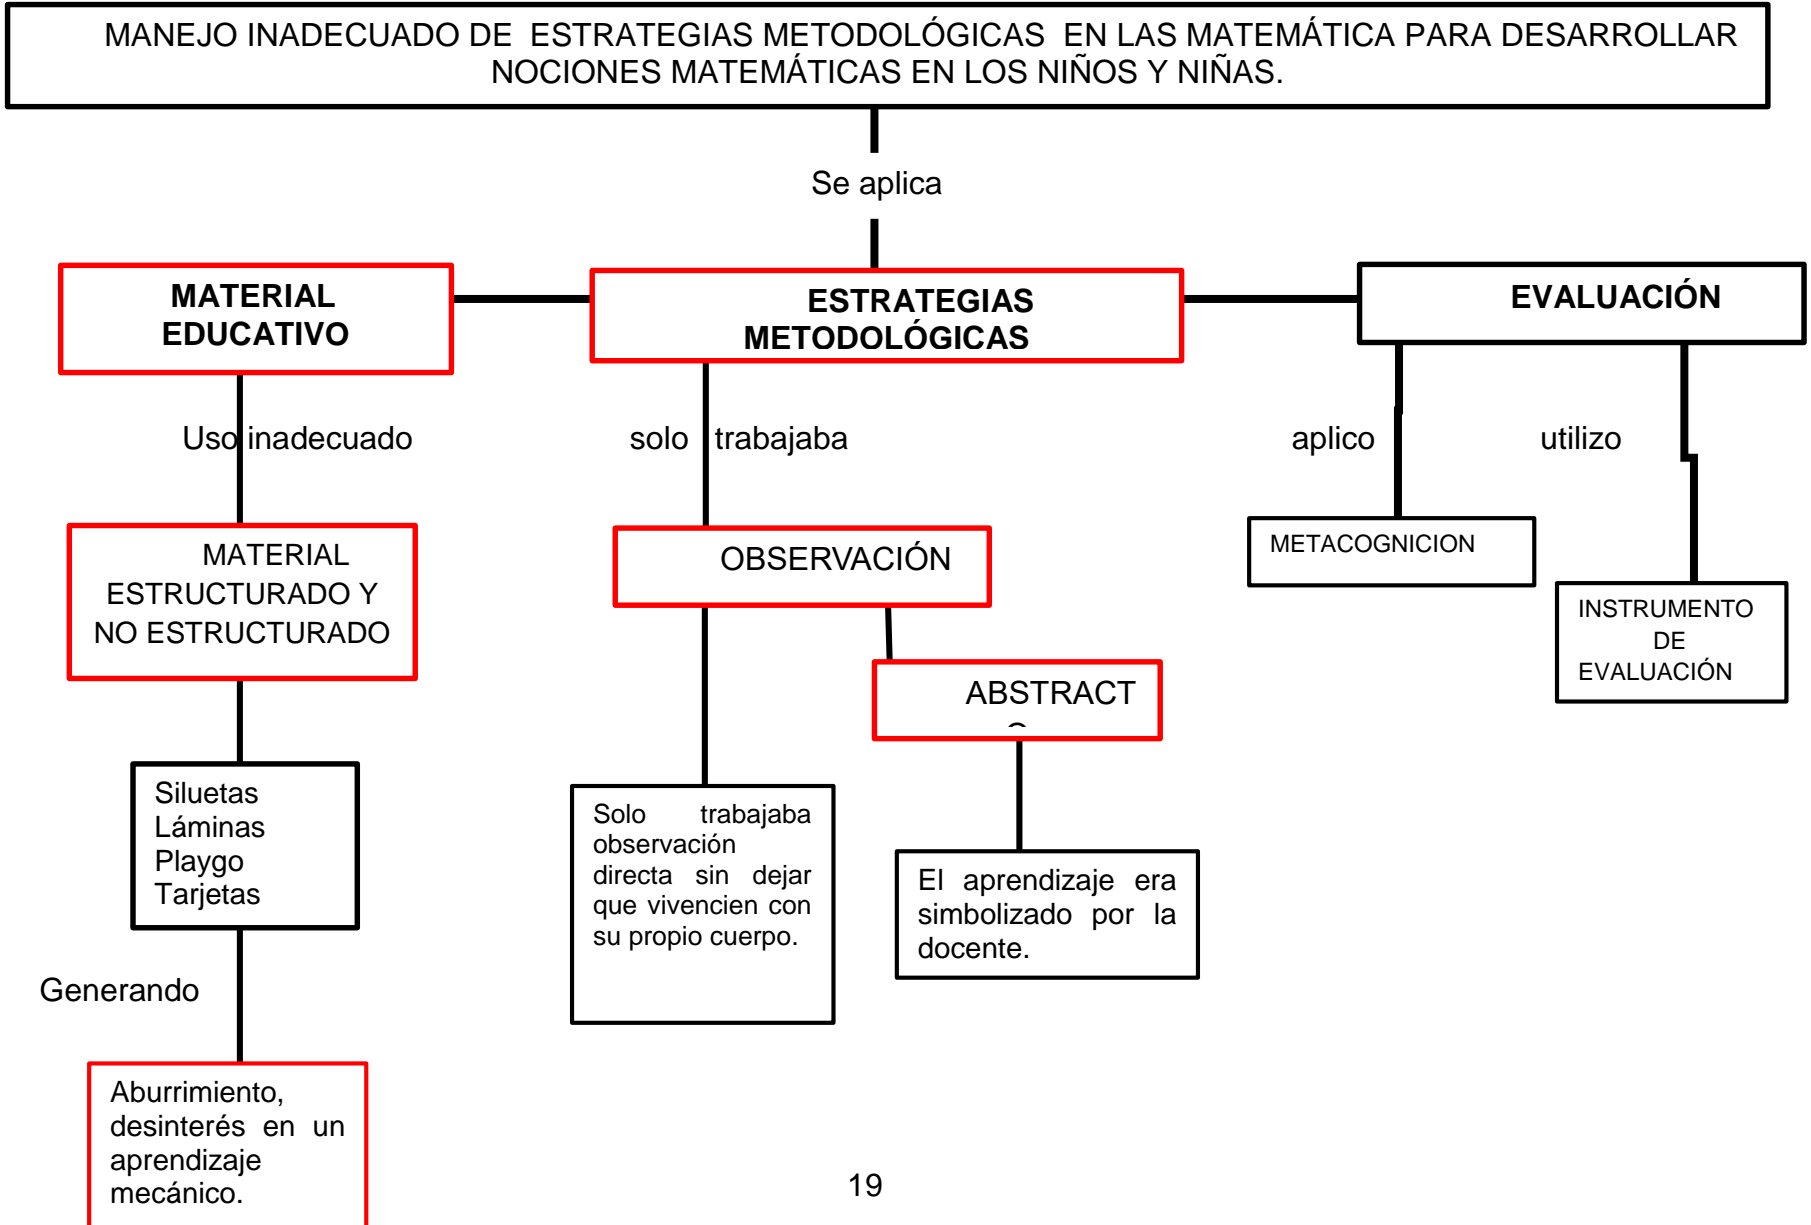 MANEJO INADECUADO DE ESTRATEGIAS METODOLÓGICAS EN LAS MATEMÁTICA PARA DESARROLLAR
NOCIONES MATEMÁTICAS EN LOS NIÑOS Y NIÑAS.
Se aplica
MATERIAL
EDUCATIVO
ESTRATEGIAS
METODOLÓGICAS
EVALUACIÓN
Uso inadecuado
solo trabajaba
aplico
utilizo
MATERIAL
ESTRUCTURADO Y
NO ESTRUCTURADO
OBSERVACIÓN
METACOGNICION
INSTRUMENTO
DE
EVALUACIÓN
ABSTRACT
Siluetas
Láminas
Playgo
Tarjetas
Solo trabajaba
observación
directa sin dejar
que vivencien con
su propio cuerpo.
El aprendizaje era
simbolizado por la
docente.
Generando
Aburrimiento,
desinterés en un
aprendizaje
mecánico.
19